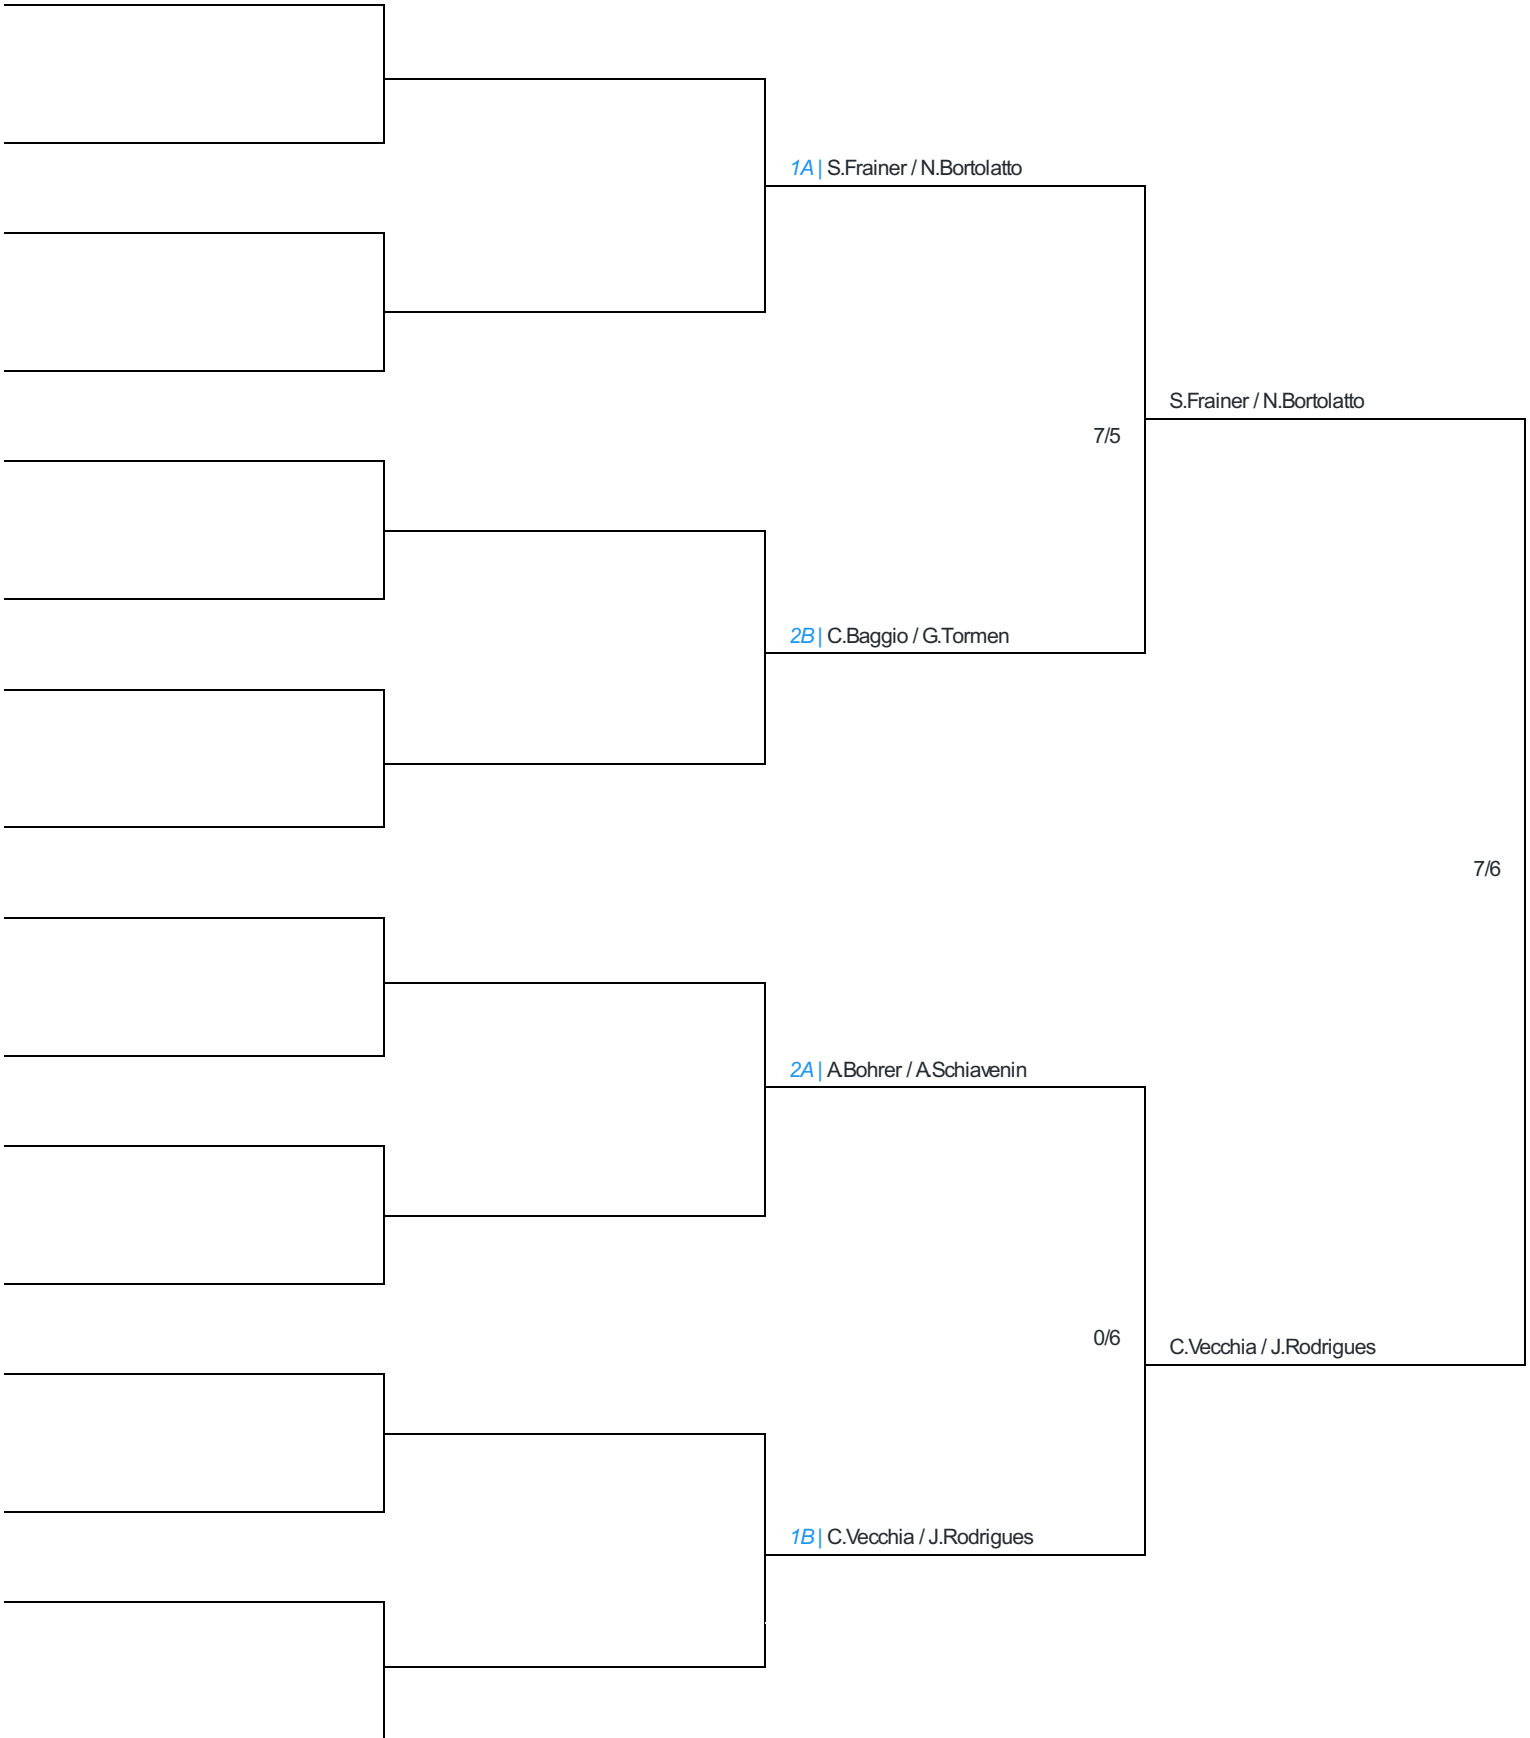 1A | S.Frainer / N.Bortolatto
S.Frainer / N.Bortolatto
7/5
2B | C.Baggio / G.Tormen
7/6
2A | A.Bohrer / A.Schiavenin
0/6
C.Vecchia / J.Rodrigues
1B | C.Vecchia / J.Rodrigues